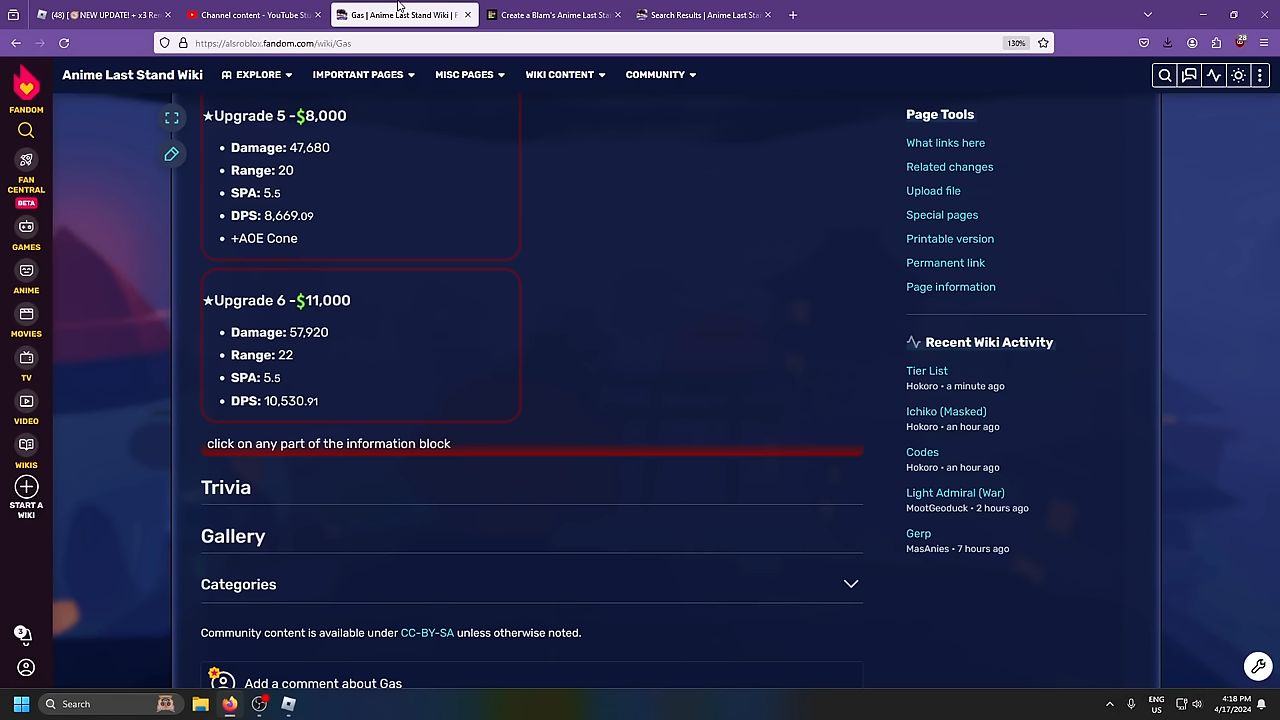 (48) NEW UPDATE! + x3 Re
Channel content - YouTube Stu
Gas | Anime Last Stand Wiki | F
Create a Blam's Anime Last Stan
Search Results | Anime Last Stan
https://alsroblox.fandom.com/wiki/Gas
130%
28
FANDOM
Anime Last Stand Wiki
EXPLORE
IMPORTANT PAGES
MISC PAGES
WIKI CONTENT
COMMUNITY
FAN CENTRAL
BETA
GAMES
ANIME
MOVIES
TV
VIDEO
WIKIS
START A WIKI
3
★Upgrade 5 -$8,000
• Damage: 47,680
• Range: 20
• SPA: 5.5
• DPS: 8,669.09
• +AOE Cone
★Upgrade 6 -$11,000
• Damage: 57,920
• Range: 22
• SPA: 5.5
• DPS: 10,530.91
click on any part of the information block
Trivia
Gallery
Categories
Community content is available under CC-BY-SA unless otherwise noted.
Add a comment about Gas
Page Tools
What links here
Related changes
Upload file
Special pages
Printable version
Permanent link
Page information
Recent Wiki Activity
Tier List
Hokoro • a minute ago
Ichiko (Masked)
Hokoro • an hour ago
Codes
Hokoro • an hour ago
Light Admiral (War)
MootGeoduck • 2 hours ago
Gerp
MasAnies • 7 hours ago
Search
ENG
US
4:18 PM
4/17/2024